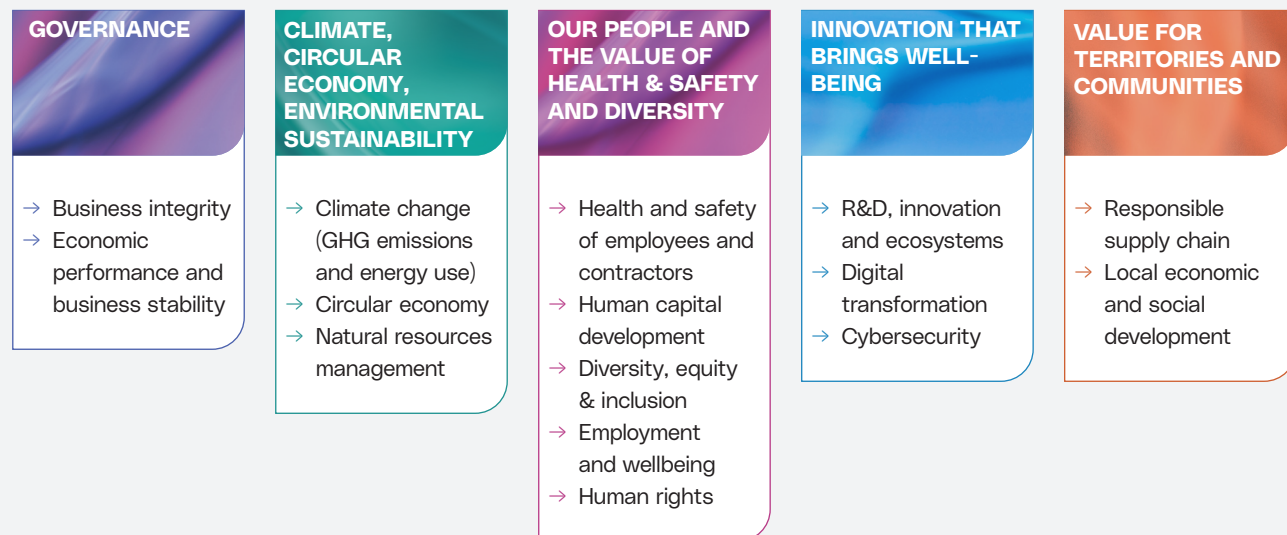 GOVERNANCE
→ Business integrity
→ Economic
performance and
business stability
CLIMATE,
CIRCULAR
ECONOMY,
ENVIRONMENTAL
SUSTAINABILITY
→ Climate change
(GHG emissions
and energy use)
→ Circular economy
→ Natural resources
management
OUR PEOPLE AND
THE VALUE OF
HEALTH & SAFETY
AND DIVERSITY
→ Health and safety
of employees and
contractors
→ Human capital
development
→ Diversity, equity
& inclusion
→ Employment
and wellbeing
→ Human rights
INNOVATION THAT
BRINGS WELL-
BEING
→ R&D, innovation
and ecosystems
→ Digital
transformation
→ Cybersecurity
VALUE FOR
TERRITORIES AND
COMMUNITIES
→ Responsible
supply chain
→ Local economic
and social
development